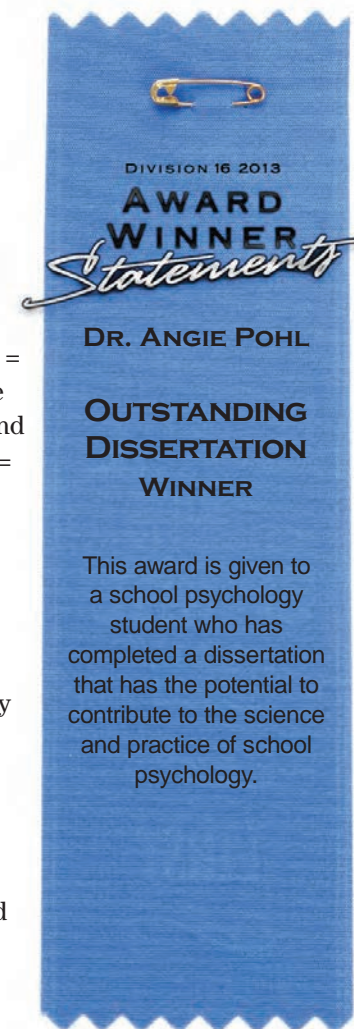 DIVISION 16 2013
AWARD
WINNER
Statements
DR. ANGIE POHL
OUTSTANDING
DISSERTATION
WINNER
This award is given to
a school psychology
student who has
completed a dissertation
that has the potential to
contribute to the science
and practice of school
psychology.
=
=